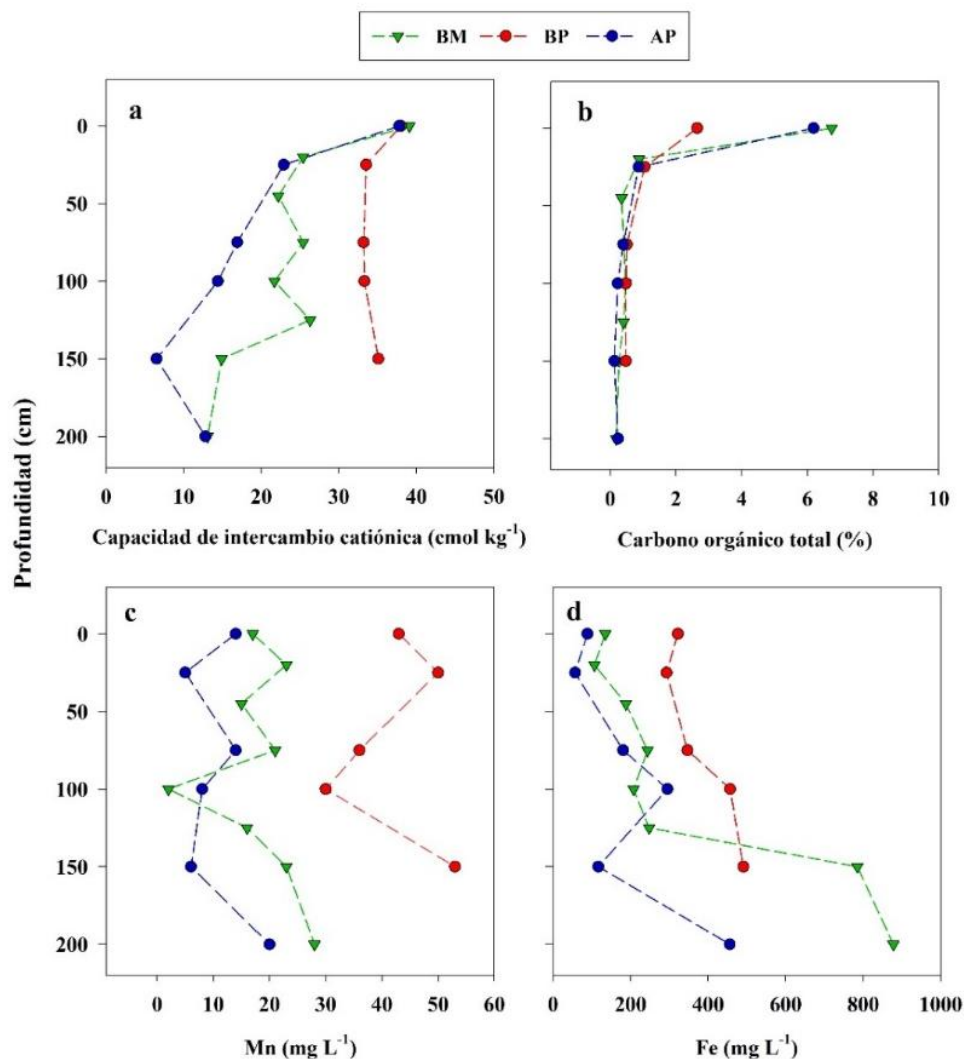 BM BP AP
a
b
0
50
100
150
200
0 10 20 30 40 50
0 2 4 6 8 10
Capacidad de intercambio catiónica (cmol kg⁻¹)
Carbono orgánico total (%)
Profundidad (cm)
c
d
0
50
100
150
200
0 10 20 30 40 50 60
0 200 400 600 800 1000
Mn (mg L⁻¹)
Fe (mg L⁻¹)